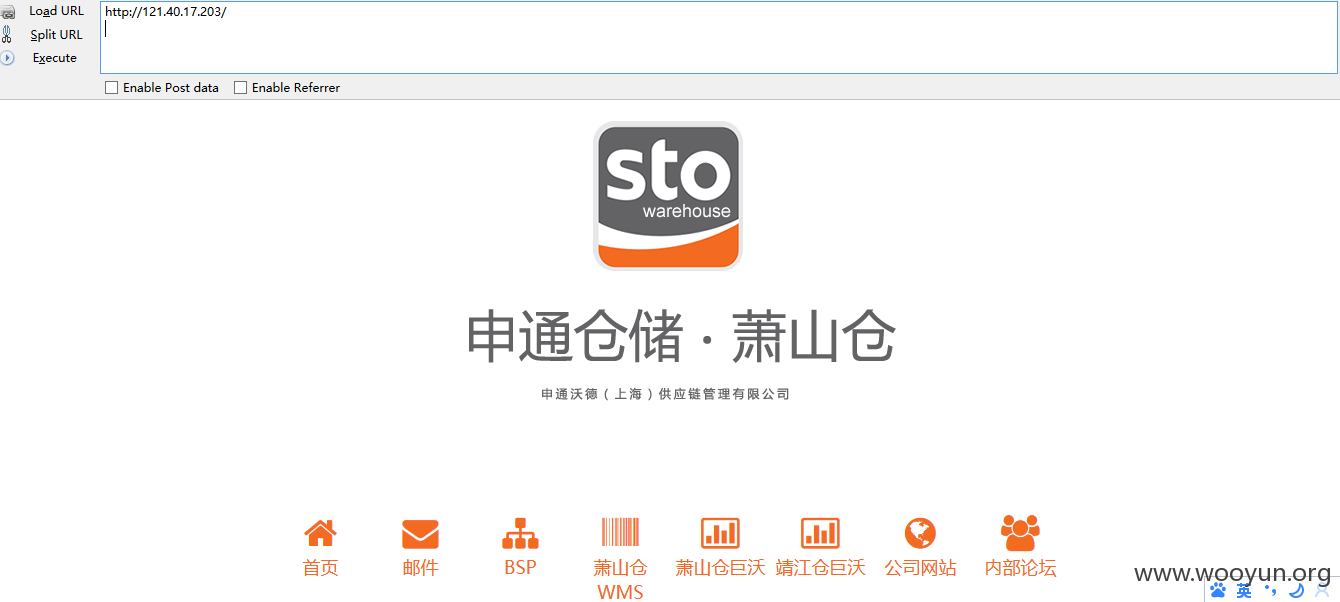 Load URL
http://121.40.17.203/
Split URL
Execute
Enable Post data
Enable Referrer
sto
warehouse
申通仓储·萧山仓
申通沃德(上海)供应链管理有限公司
首页
邮件
BSP
萧山仓
WMS
萧山仓巨沃
靖江仓巨沃
公司网站
内部论坛
www.wooyun.org
英